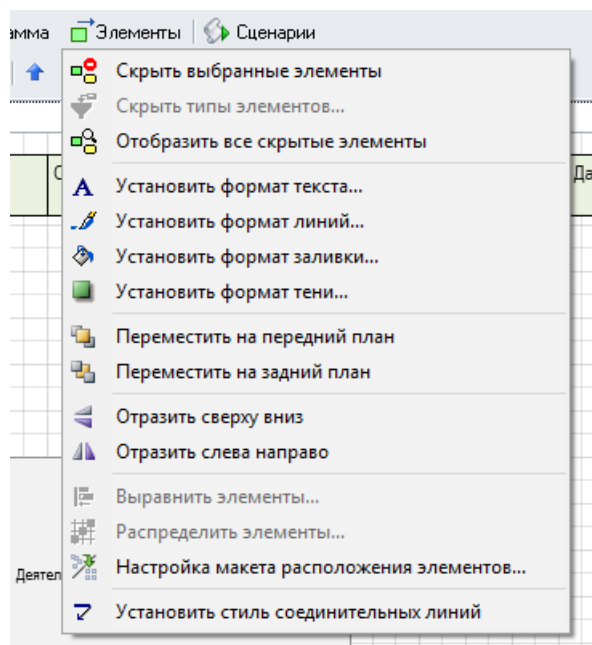 амма Элементы Сценарии
Скрыть выбранные элементы
Скрыть типы элементов...
Отобразить все скрытые элементы
Да
Установить формат текста...
Установить формат линий...
Установить формат заливки...
Установить формат тени...
Переместить на передний план
Переместить на задний план
Отразить сверху вниз
Отразить слева направо
Выравнить элементы...
Распределить элементы...
Настройка макета расположения элементов...
Деятел
Установить стиль соединительных линий